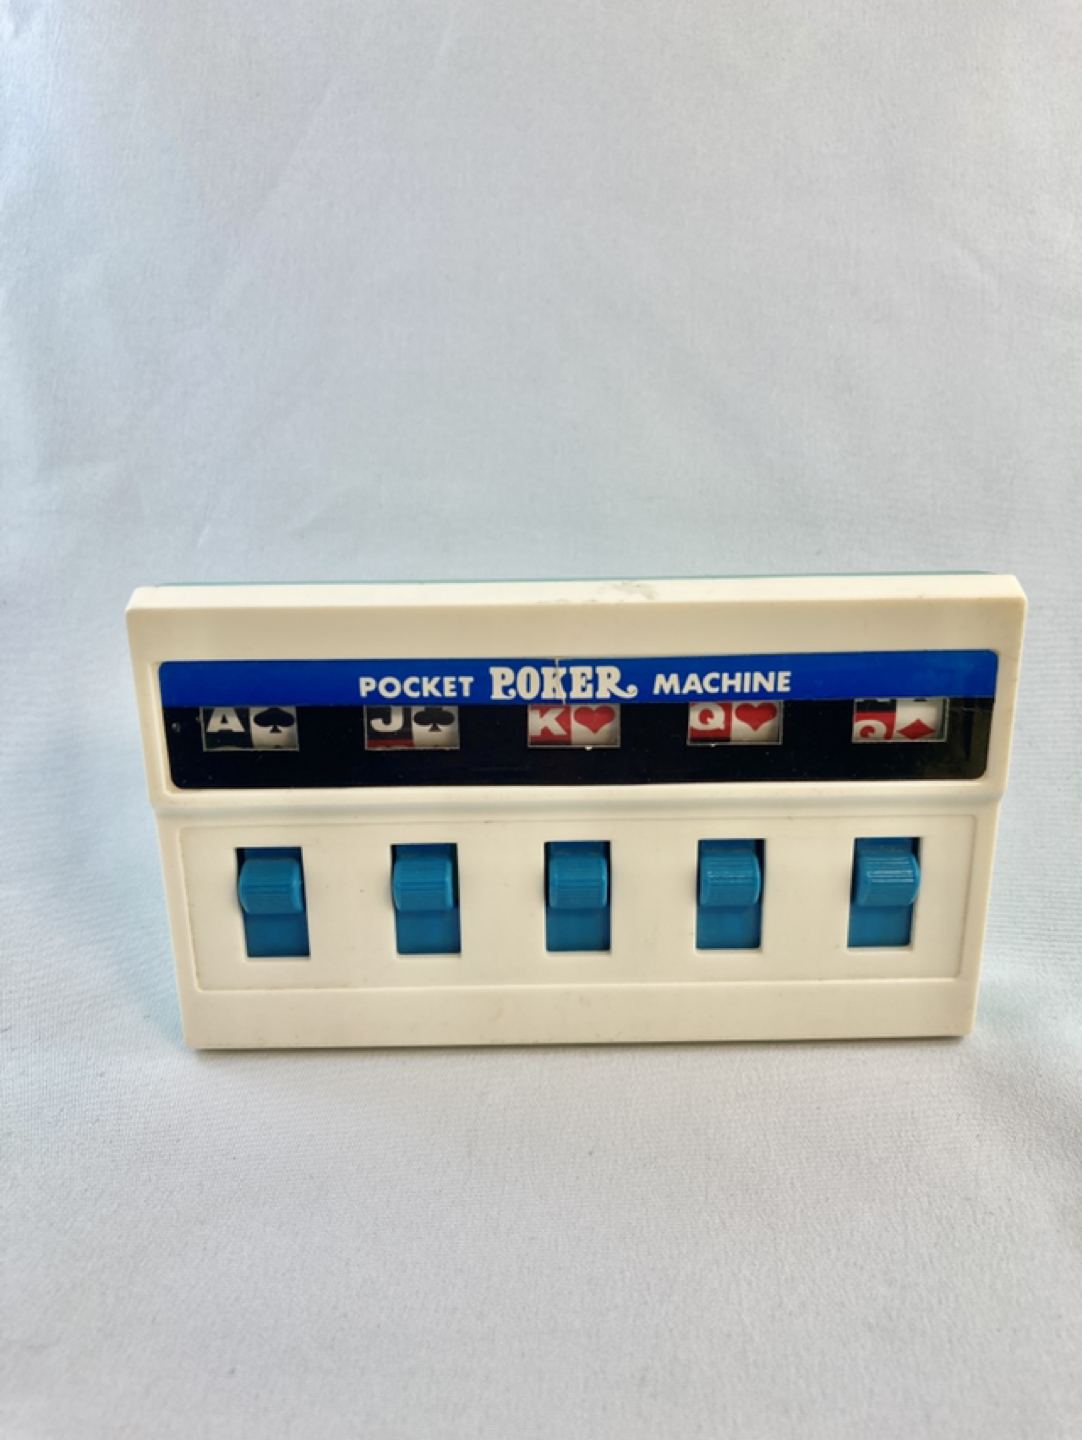 POCKET POKER MACHINE
A♠ J♣ K♥ Q♥ Q♦